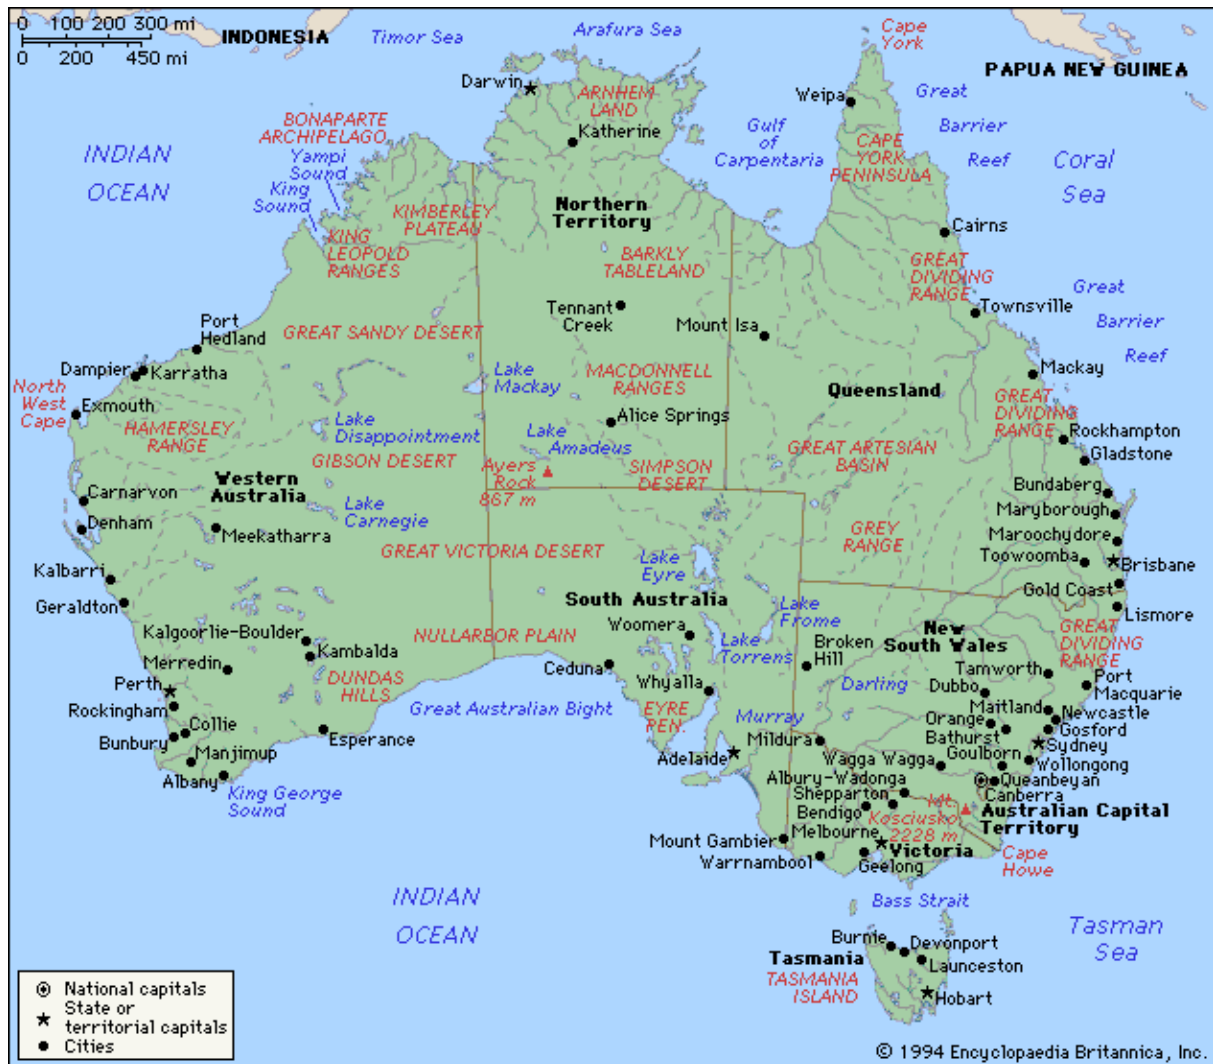 0 100 200 300 mi
0 200 450 mi
INDONESIA
Timor Sea
Arafura Sea
Cape
York
PAPUA NEW GUINEA
Darwin
ARNHEM
LAND
Weipa
Great
Barrier
Reef
BONAPARTE
ARCHIPELAGO
Katherine
Gulf
of
Carpentaria
CAPE
YORK
PENINSULA
Coral
Sea
INDIAN
OCEAN
Yampi
Sound
King
Sound
KIMBERLEY
PLATEAU
Northern
Territory
KING
LEOPOLD
RANGES
BARKLY
TABLELAND
Cairns
GREAT
DIVIDING
RANGE
Tennant
Creek
Mount Isa
Townsville
Great
Barrier
Reef
Port
Hedland
GREAT SANDY DESERT
Dampier
Karratha
Lake
Mackay
MACDONNELL
RANGES
Queensland
Mackay
North
West
Cape
Exmouth
HAMERSLEY
RANGE
Lake
Disappointment
Alice Springs
GREAT
DIVIDING
RANGE
Rockhampton
Gladstone
Lake
Amadeus
GIBSON DESERT
Ayers
Rock
867 m
SIMPSON
DESERT
GREAT ARTESIAN
BASIN
Western
Australia
Carnarvon
Denham
Meekatharra
Lake
Carnegie
Bundaberg
Maryborough
Maroochydore
Toowoomba
Brisbane
GREAT VICTORIA DESERT
GREY
RANGE
Lake
Eyre
Kalbarri
Geraldton
South Australia
Gold Coast
Lismore
Lake
Frome
Kalgoorlie-Boulder
Kambalda
NULLARBOR PLAIN
Woomera
Lake
Torrens
Broken
Hill
New
South Wales
GREAT
DIVIDING
RANGE
Merredin
Perth
DUNDAS
HILLS
Ceduna
Whyalla
Tamworth
Port
Macquarie
Darling
Dubbo
Rockingham
Great Australian Bight
EYRE
PEN.
Murray
Maitland
Newcastle
Gosford
Orange
Bathurst
Collie
Bunbury
Esperance
Mildura
Sydney
Goulborn
Wollongong
Manjimup
Albany
Adelaide
Wagga Wagga
Queanbeyan
Canberra
King George
Sound
Albury-Wadonga
Shepparton
Bendigo
Mt.
Kosciusko
2228 m
Australian Capital
Territory
Mount Gambier
Melbourne
Victoria
Warrnambool
Geelong
Cape
Howe
INDIAN
OCEAN
Bass Strait
Tasman
Sea
Burnie
Devonport
Tasmania
Launceston
TASMANIA
ISLAND
Hobart
National capitals
State or
territorial capitals
Cities
© 1994 Encyclopaedia Britannica, Inc.